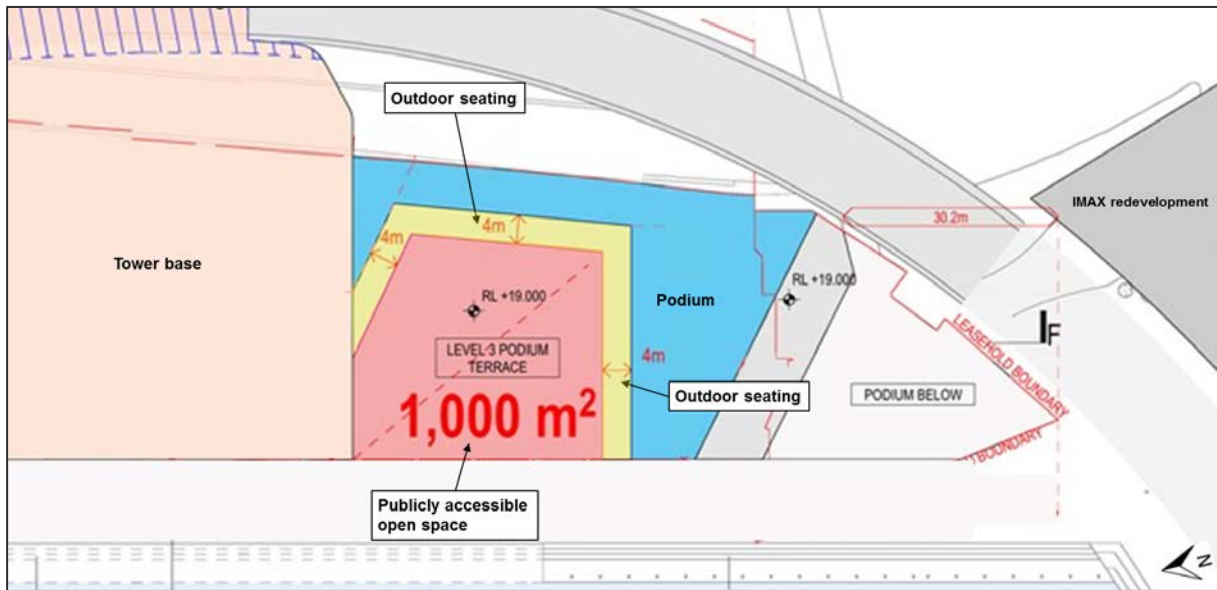 Outdoor seating
IMAX redevelopment
30.2m
4m
4m
Tower base
RL +19.000
Podium
RL +19.000
LEVEL 3 PODIUM
TERRACE
4m
F
LEASEHOLD BOUNDARY
Outdoor seating
PODIUM BELOW
1,000 m²
BOUNDARY
Publicly accessible
open space
N